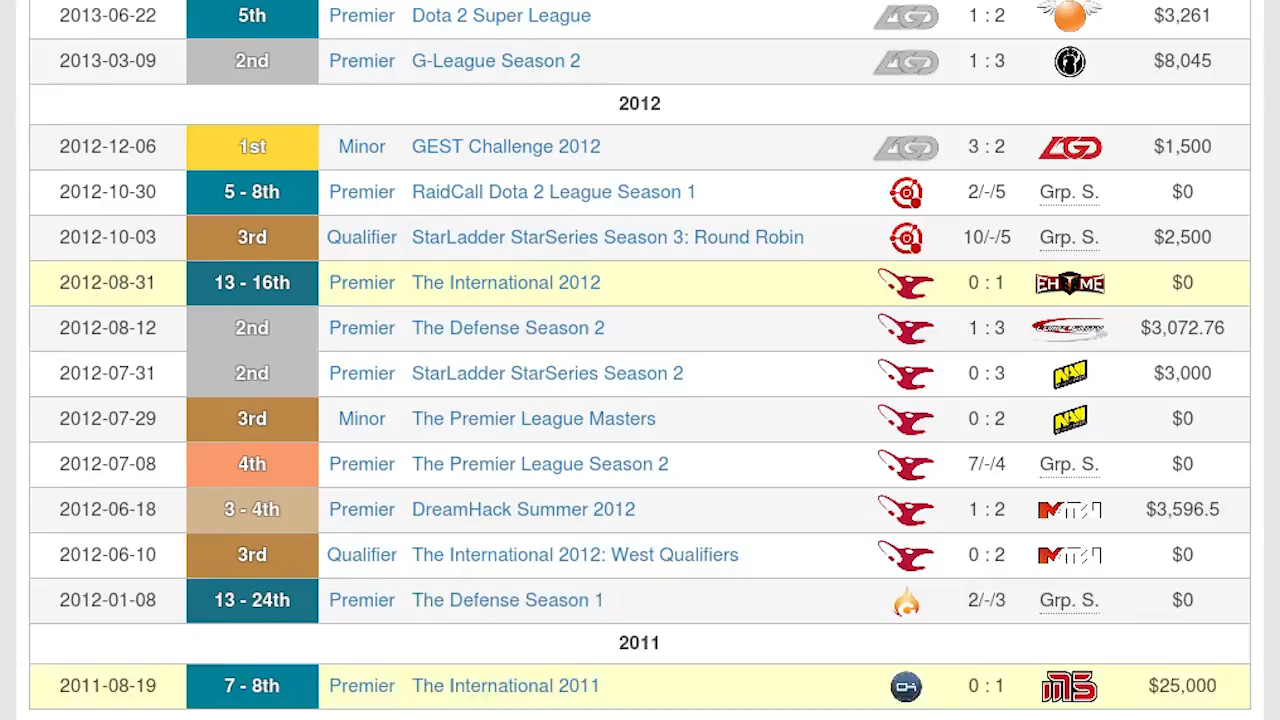 2013-06-22 5th Premier Dota 2 Super League LGD 1 : 2 $3,261
2013-03-09 2nd Premier G-League Season 2 LGD 1 : 3 $8,045
2012
2012-12-06 1st Minor GEST Challenge 2012 LGD 3 : 2 LGD $1,500
2012-10-30 5 - 8th Premier RaidCall Dota 2 League Season 1 2/-/5 Grp. S. $0
2012-10-03 3rd Qualifier StarLadder StarSeries Season 3: Round Robin 10/-/5 Grp. S. $2,500
2012-08-31 13 - 16th Premier The International 2012 0 : 1 EHOME $0
2012-08-12 2nd Premier The Defense Season 2 1 : 3 $3,072.76
2012-07-31 2nd Premier StarLadder StarSeries Season 2 0 : 3 NAVI $3,000
2012-07-29 3rd Minor The Premier League Masters 0 : 2 NAVI $0
2012-07-08 4th Premier The Premier League Season 2 7/-/4 Grp. S. $0
2012-06-18 3 - 4th Premier DreamHack Summer 2012 1 : 2 $3,596.5
2012-06-10 3rd Qualifier The International 2012: West Qualifiers 0 : 2 $0
2012-01-08 13 - 24th Premier The Defense Season 1 2/-/3 Grp. S. $0
2011
2011-08-19 7 - 8th Premier The International 2011 0 : 1 $25,000